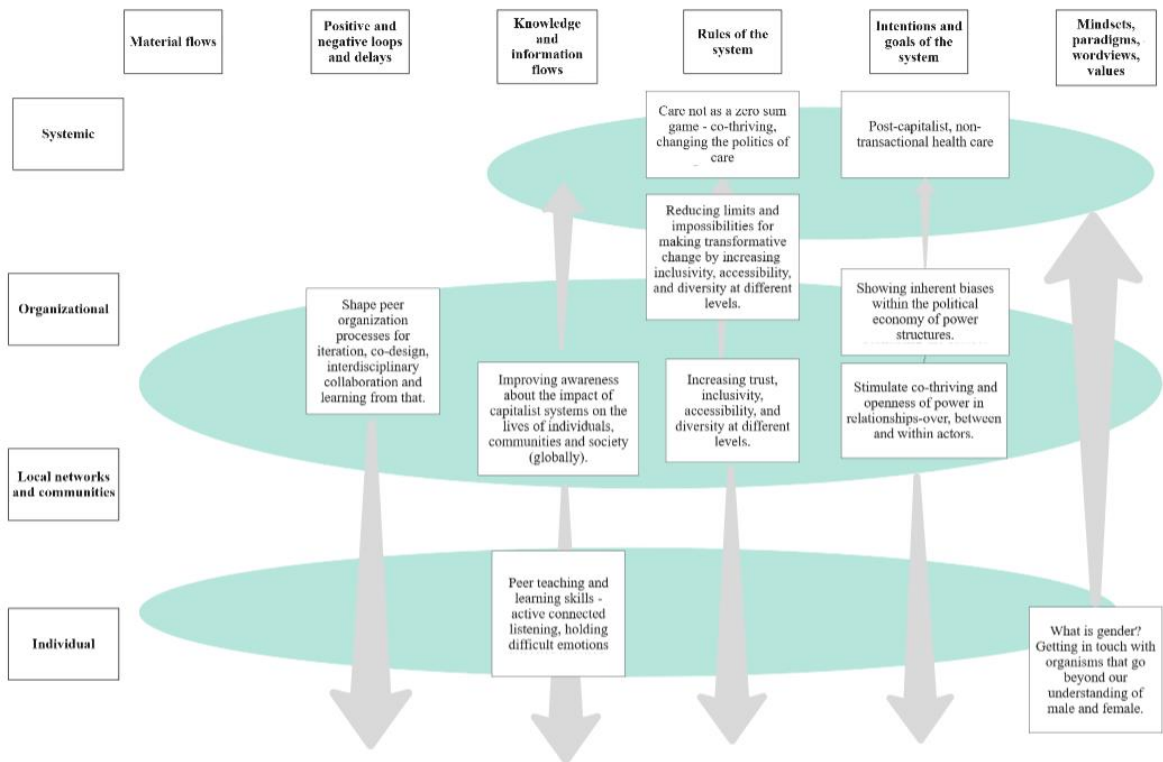 Material flows
Positive and
negative loops
and delays
Knowledge
and
information
flows
Rules of the
system
Intentions and
goals of the
system
Mindsets,
paradigms,
wordviews,
values
Systemic
Care not as a zero sum
game - co-thriving,
changing the politics of
care
Post-capitalist, non-
transactional health care
Reducing limits and
impossibilities for
making transformative
change by increasing
inclusivity, accessibility,
and diversity at different
levels.
Organizational
Shape peer
organization
processes for
iteration, co-design,
interdisciplinary
collaboration and
learning from that.
Showing inherent biases
within the political
economy of power
structures.
Improving awareness
about the impact of
capitalist systems on the
lives of individuals,
communities and society
(globally).
Increasing trust,
inclusivity,
accessibility, and
diversity at different
levels.
Stimulate co-thriving and
openness of power in
relationships-over, between
and within actors.
Local networks
and communities
Individual
Peer teaching and
learning skills -
active connected
listening, holding
difficult emotions
What is gender?
Getting in touch with
organisms that go
beyond our
understanding of
male and female.